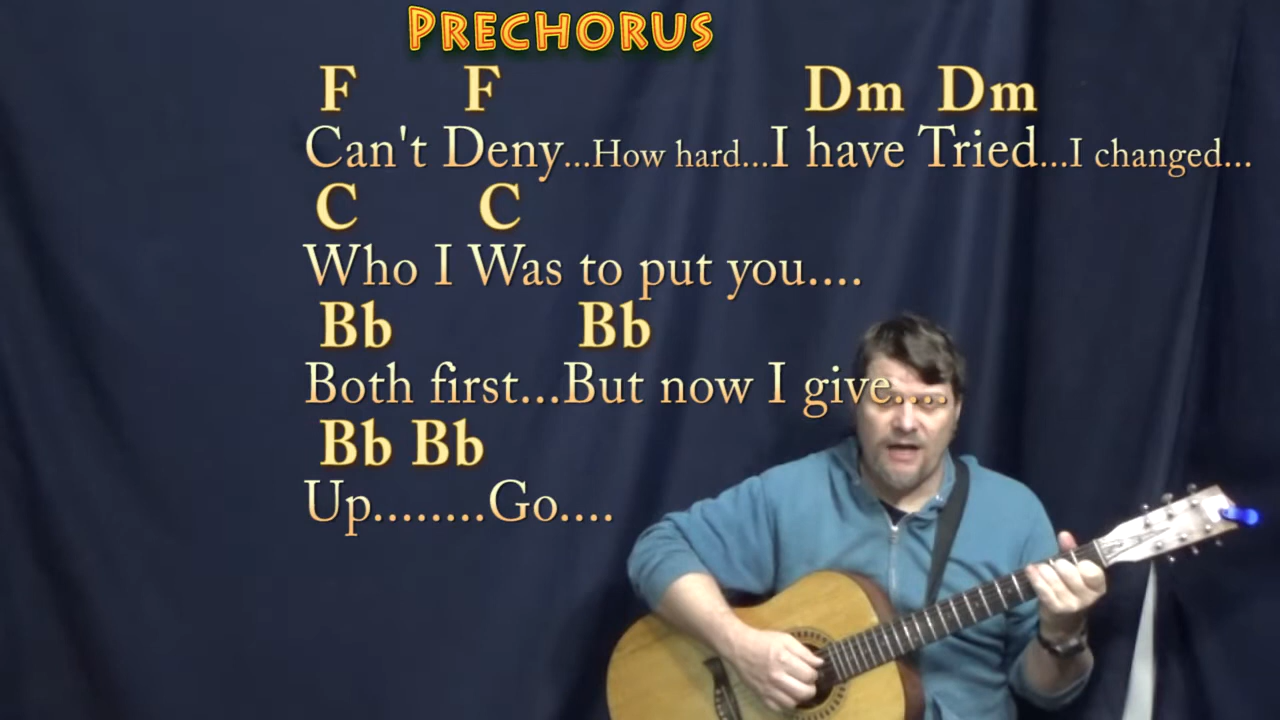 PRECHORUS
F F Dm Dm
Can't Deny...How hard...I have Tried...I changed...
C C
Who I Was to put you....
Bb Bb
Both first...But now I give....
Bb Bb
Up........Go....